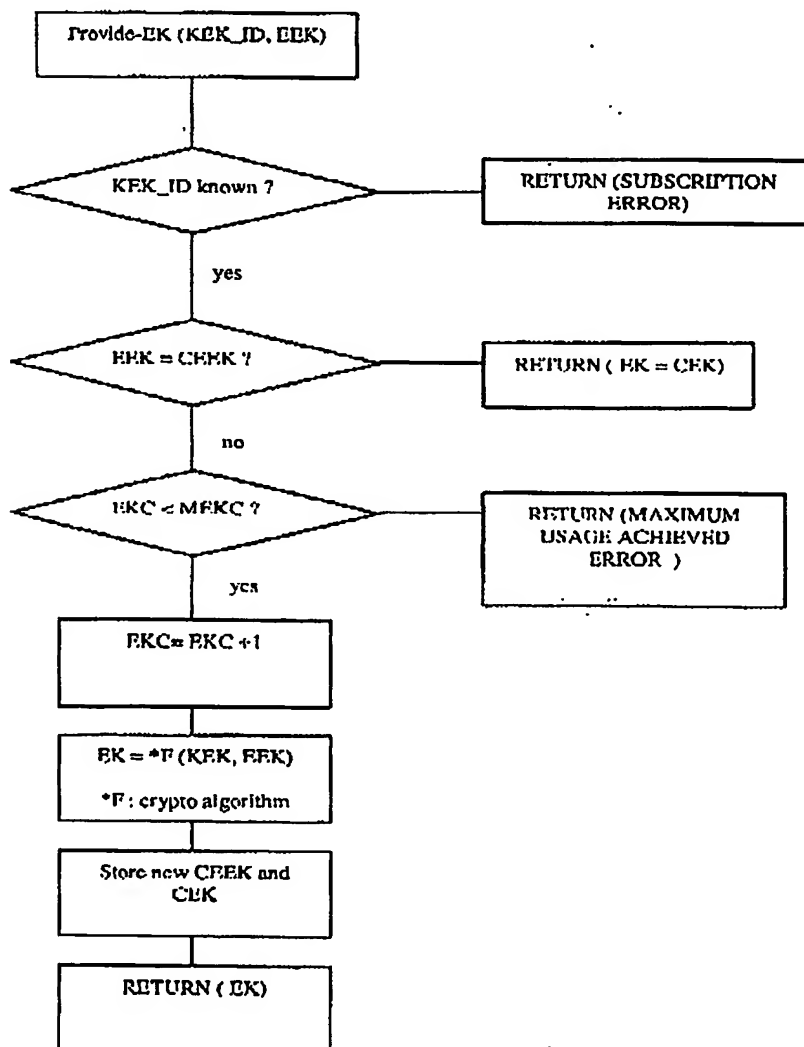 Provide-EK (KEK_ID, EEK)
KEK_ID known ?
RETURN (SUBSCRIPTION
ERROR)
yes
EEK = CEEK ?
RETURN ( EK = CEK)
no
EKC < MEKC ?
RETURN (MAXIMUM
USAGE ACHIEVED
ERROR )
yes
EKC= EKC +1
EK = *F (KEK, EEK)
*F : crypto algorithm
Store new CEEK and
CEK
RETURN ( EK)